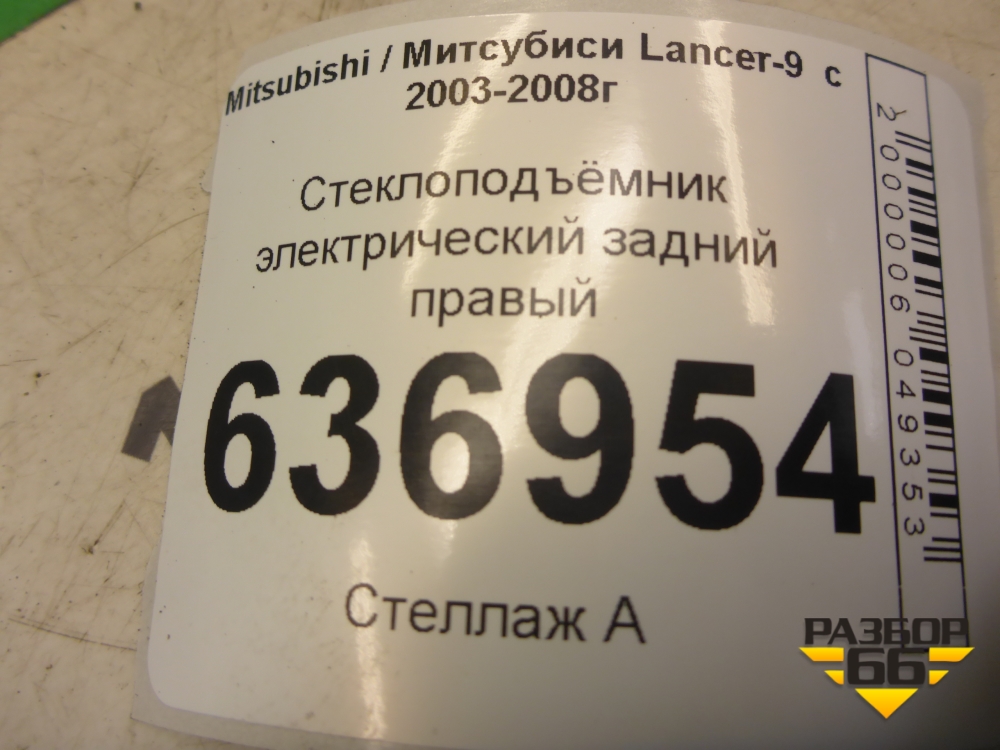 Mitsubishi / Митсубиси Lancer-9 с
2003-2008г
Стеклоподъёмник
электрический задний
правый
636954
Стеллаж А
2000006049353
РАЗБОР
66